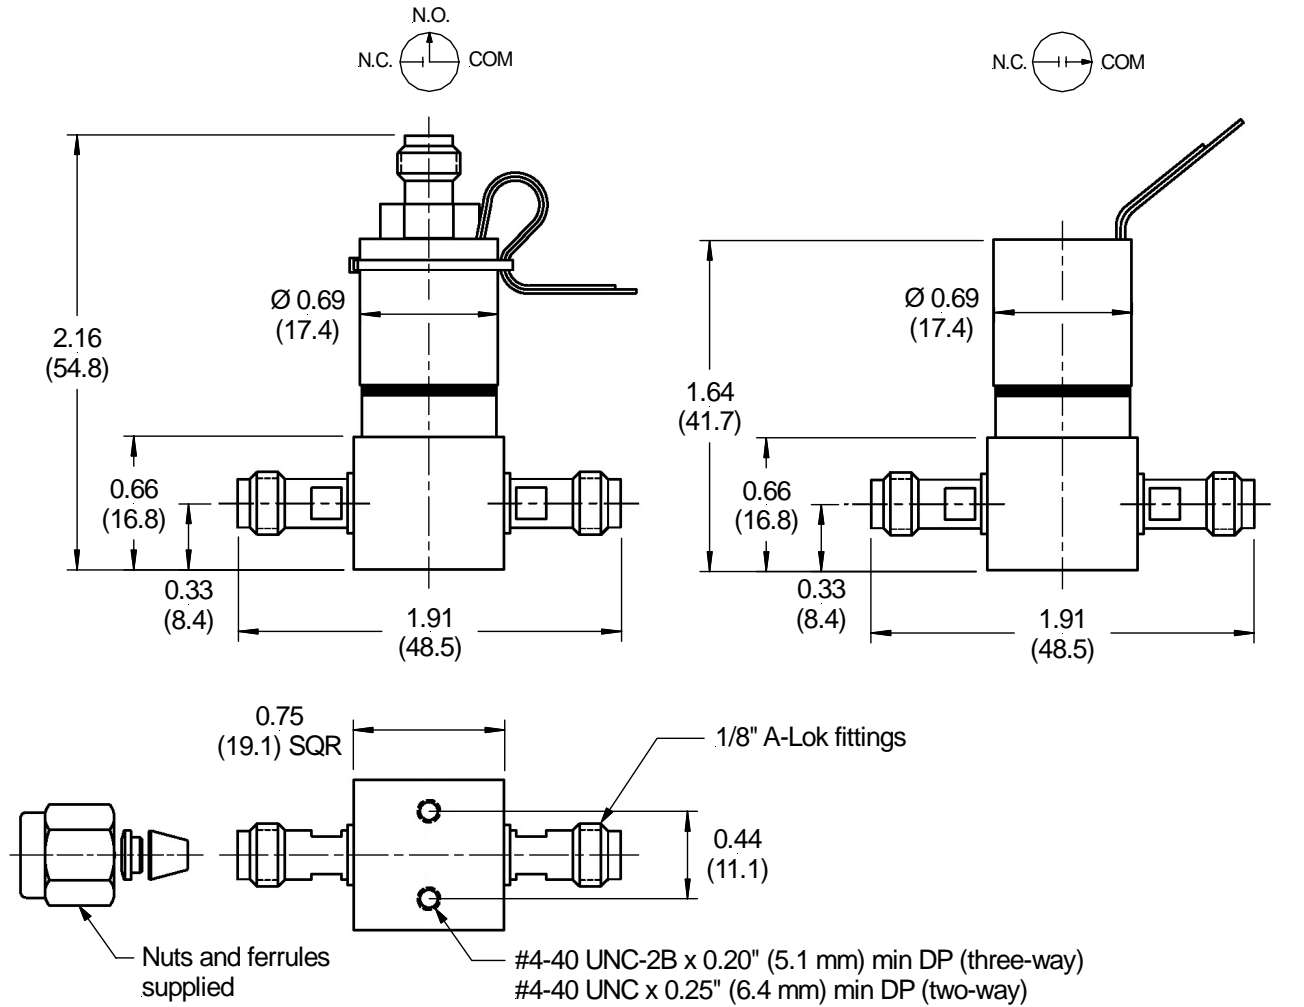 N.O.
N.C.
COM
N.C.
COM
Ø 0.69
(17.4)
2.16
(54.8)
0.66
(16.8)
0.33
(8.4)
1.91
(48.5)
Ø 0.69
(17.4)
1.64
(41.7)
0.66
(16.8)
0.33
(8.4)
1.91
(48.5)
0.75
(19.1) SQR
1/8" A-Lok fittings
0.44
(11.1)
Nuts and ferrules
supplied
#4-40 UNC-2B x 0.20" (5.1 mm) min DP (three-way)
#4-40 UNC x 0.25" (6.4 mm) min DP (two-way)